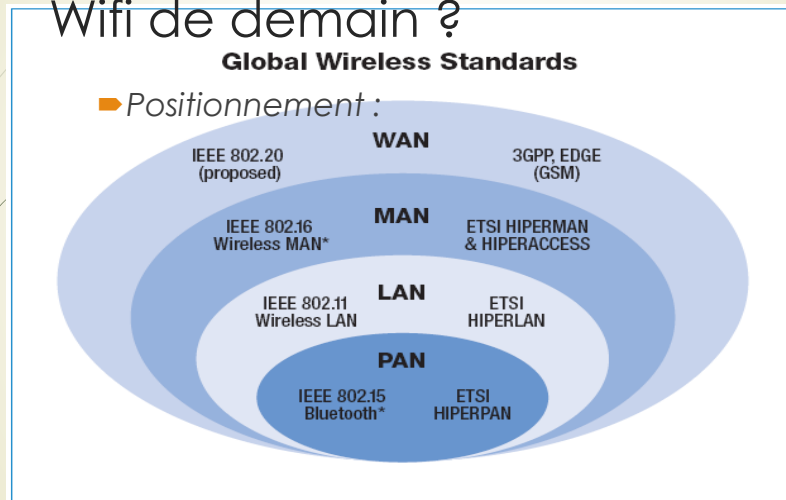 Wifi de demain ?
Global Wireless Standards
Positionnement :
WAN
IEEE 802.20
(proposed)
3GPP, EDGE
(GSM)
MAN
IEEE 802.16
Wireless MAN*
ETSI HIPERMAN
& HIPERACCESS
LAN
IEEE 802.11
Wireless LAN
ETSI
HIPERLAN
PAN
IEEE 802.15
Bluetooth*
ETSI
HIPERPAN